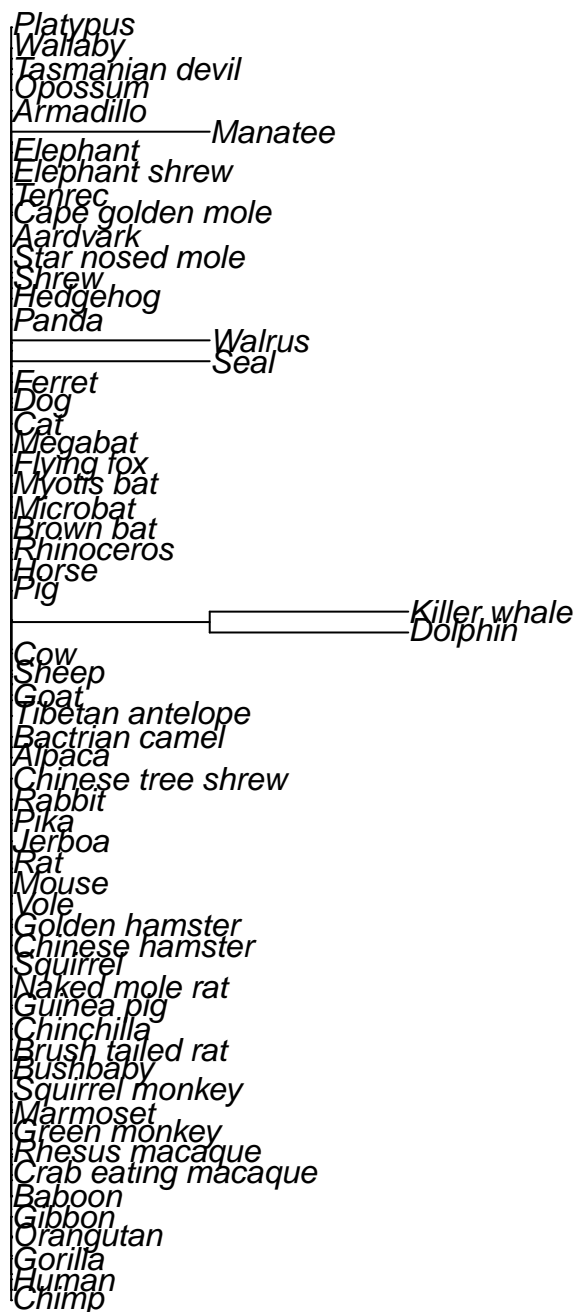 Platypus
Wallaby
Tasmanian devil
Opossum
Armadillo
Manatee
Elephant
Elephant shrew
Tenrec
Cape golden mole
Aardvark
Star nosed mole
Shrew
Hedgehog
Panda
Walrus
Seal
Ferret
Dog
Cat
Megabat
Flying fox
Myotis bat
Microbat
Brown bat
Rhinoceros
Horse
Pig
Killer whale
Dolphin
Cow
Sheep
Goat
Tibetan antelope
Bactrian camel
Alpaca
Chinese tree shrew
Rabbit
Pika
Jerboa
Rat
Mouse
Vole
Golden hamster
Chinese hamster
Squirrel
Naked mole rat
Guinea pig
Chinchilla
Brush tailed rat
Bushbaby
Squirrel monkey
Marmoset
Green monkey
Rhesus macaque
Crab eating macaque
Baboon
Gibbon
Orangutan
Gorilla
Human
Chimp